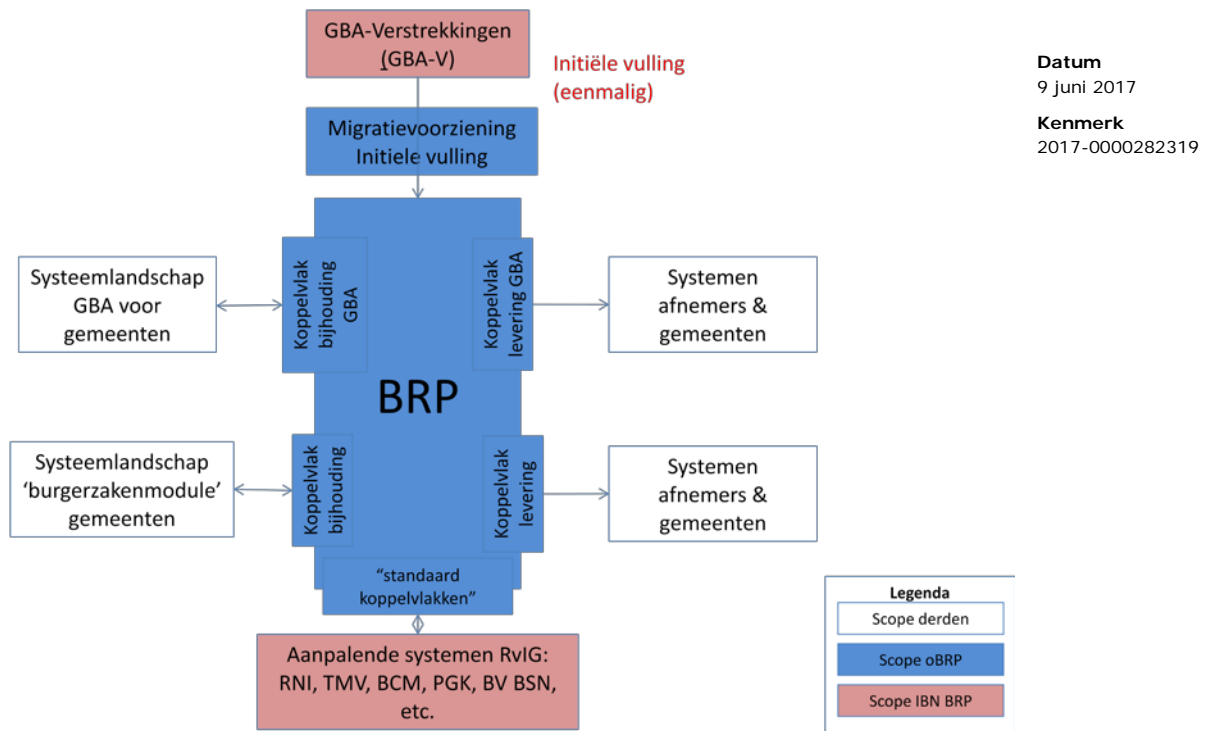 GBA-Verstrekkingen
(GBA-V)
Initiële vulling
(eenmalig)
Datum
9 juni 2017
Kenmerk
2017-0000282319
Migratievoorziening
Initiele vulling
Systeemlandschap
GBA voor
gemeenten
Koppelvlak
bijhouding
GBA
Koppelvlak
levering GBA
Systemen
afnemers &
gemeenten
BRP
Systeemlandschap
‘burgerzakenmodule’
gemeenten
Koppelvlak
bijhouding
Koppelvlak
levering
Systemen
afnemers &
gemeenten
“standaard
koppelvlakken”
Aanpalende systemen RvIG:
RNI, TMV, BCM, PGK, BV BSN,
etc.
Legenda
Scope derden
Scope oBRP
Scope IBN BRP